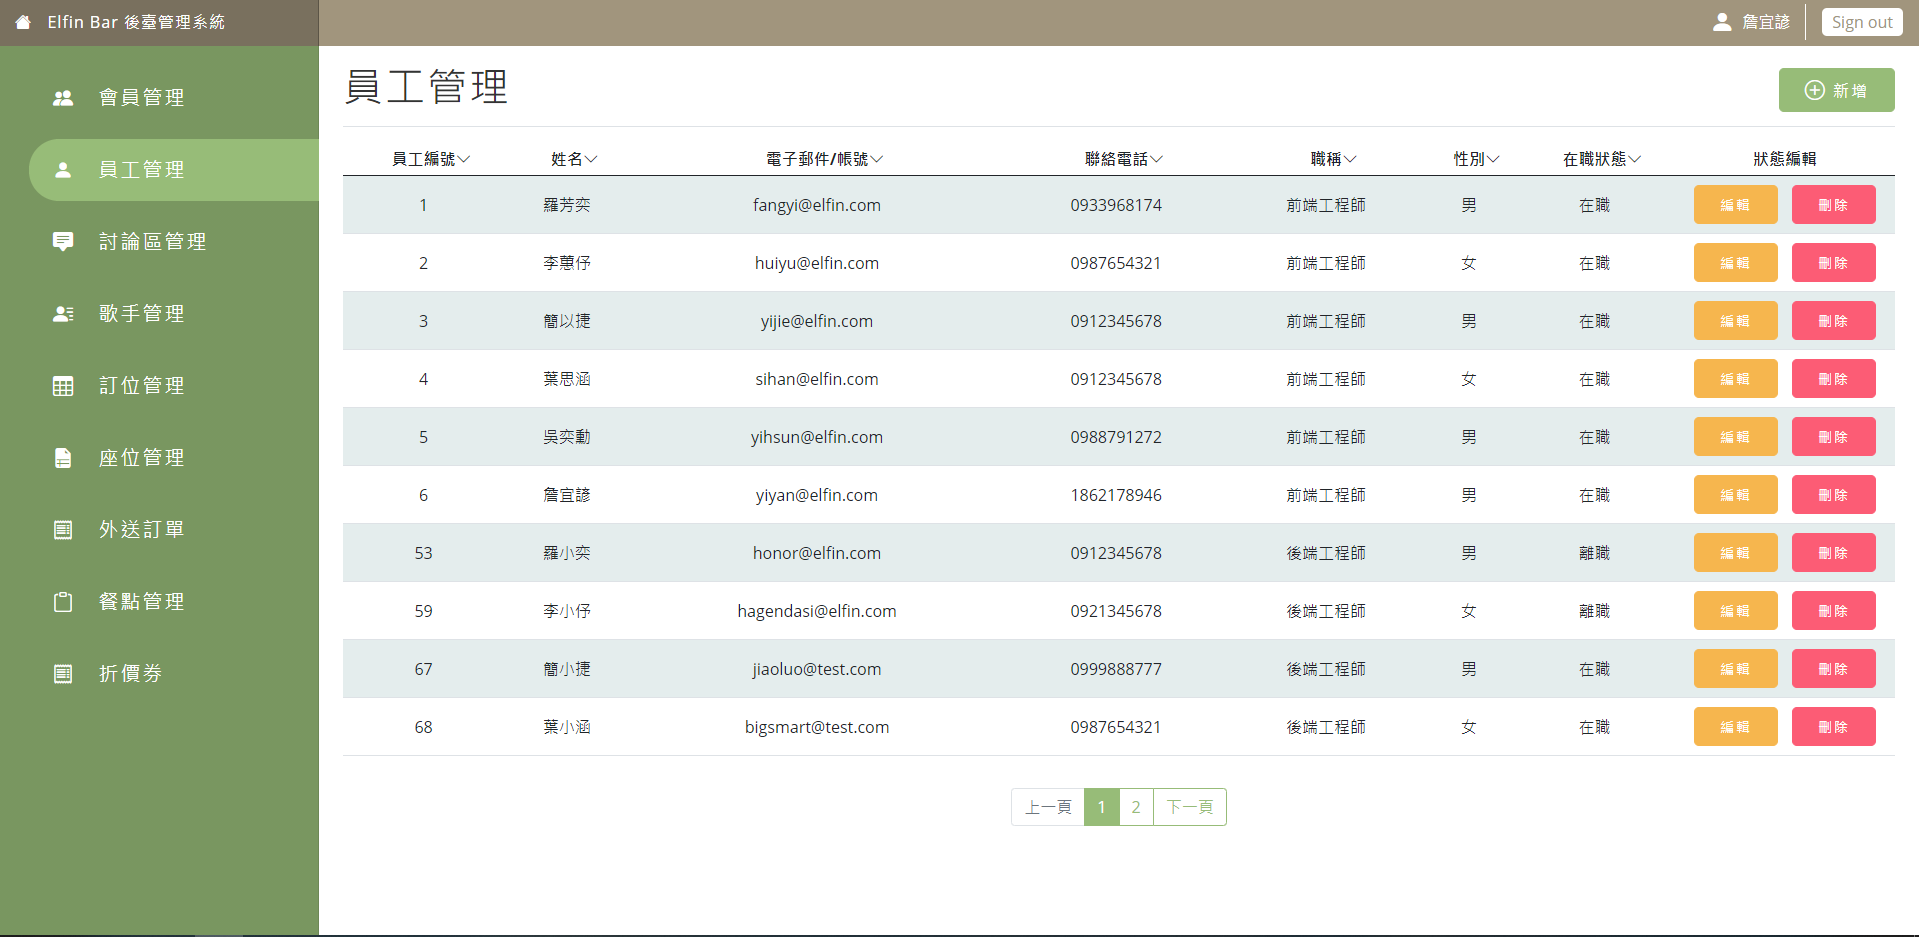 Elfin Bar 後臺管理系統
詹宜諺 Sign out
會員管理
員工管理
討論區管理
歌手管理
訂位管理
座位管理
外送訂單
餐點管理
折價券
員工管理
新增
員工編號 姓名 電子郵件/帳號 聯絡電話 職稱 性別 在職狀態 狀態編輯
1 羅芳奕 fangyi@elfin.com 0933968174 前端工程師 男 在職 編輯 刪除
2 李蕙伃 huiyu@elfin.com 0987654321 前端工程師 女 在職 編輯 刪除
3 簡以捷 yijie@elfin.com 0912345678 前端工程師 男 在職 編輯 刪除
4 葉思涵 sihan@elfin.com 0912345678 前端工程師 女 在職 編輯 刪除
5 吳奕勳 yihsun@elfin.com 0988791272 前端工程師 男 在職 編輯 刪除
6 詹宜諺 yiyan@elfin.com 1862178946 前端工程師 男 在職 編輯 刪除
53 羅小奕 honor@elfin.com 0912345678 後端工程師 男 離職 編輯 刪除
59 李小伃 hagendasi@elfin.com 0921345678 後端工程師 女 離職 編輯 刪除
67 簡小捷 jiaoluo@test.com 0999888777 後端工程師 男 在職 編輯 刪除
68 葉小涵 bigsmart@test.com 0987654321 後端工程師 女 在職 編輯 刪除
上一頁 1 2 下一頁